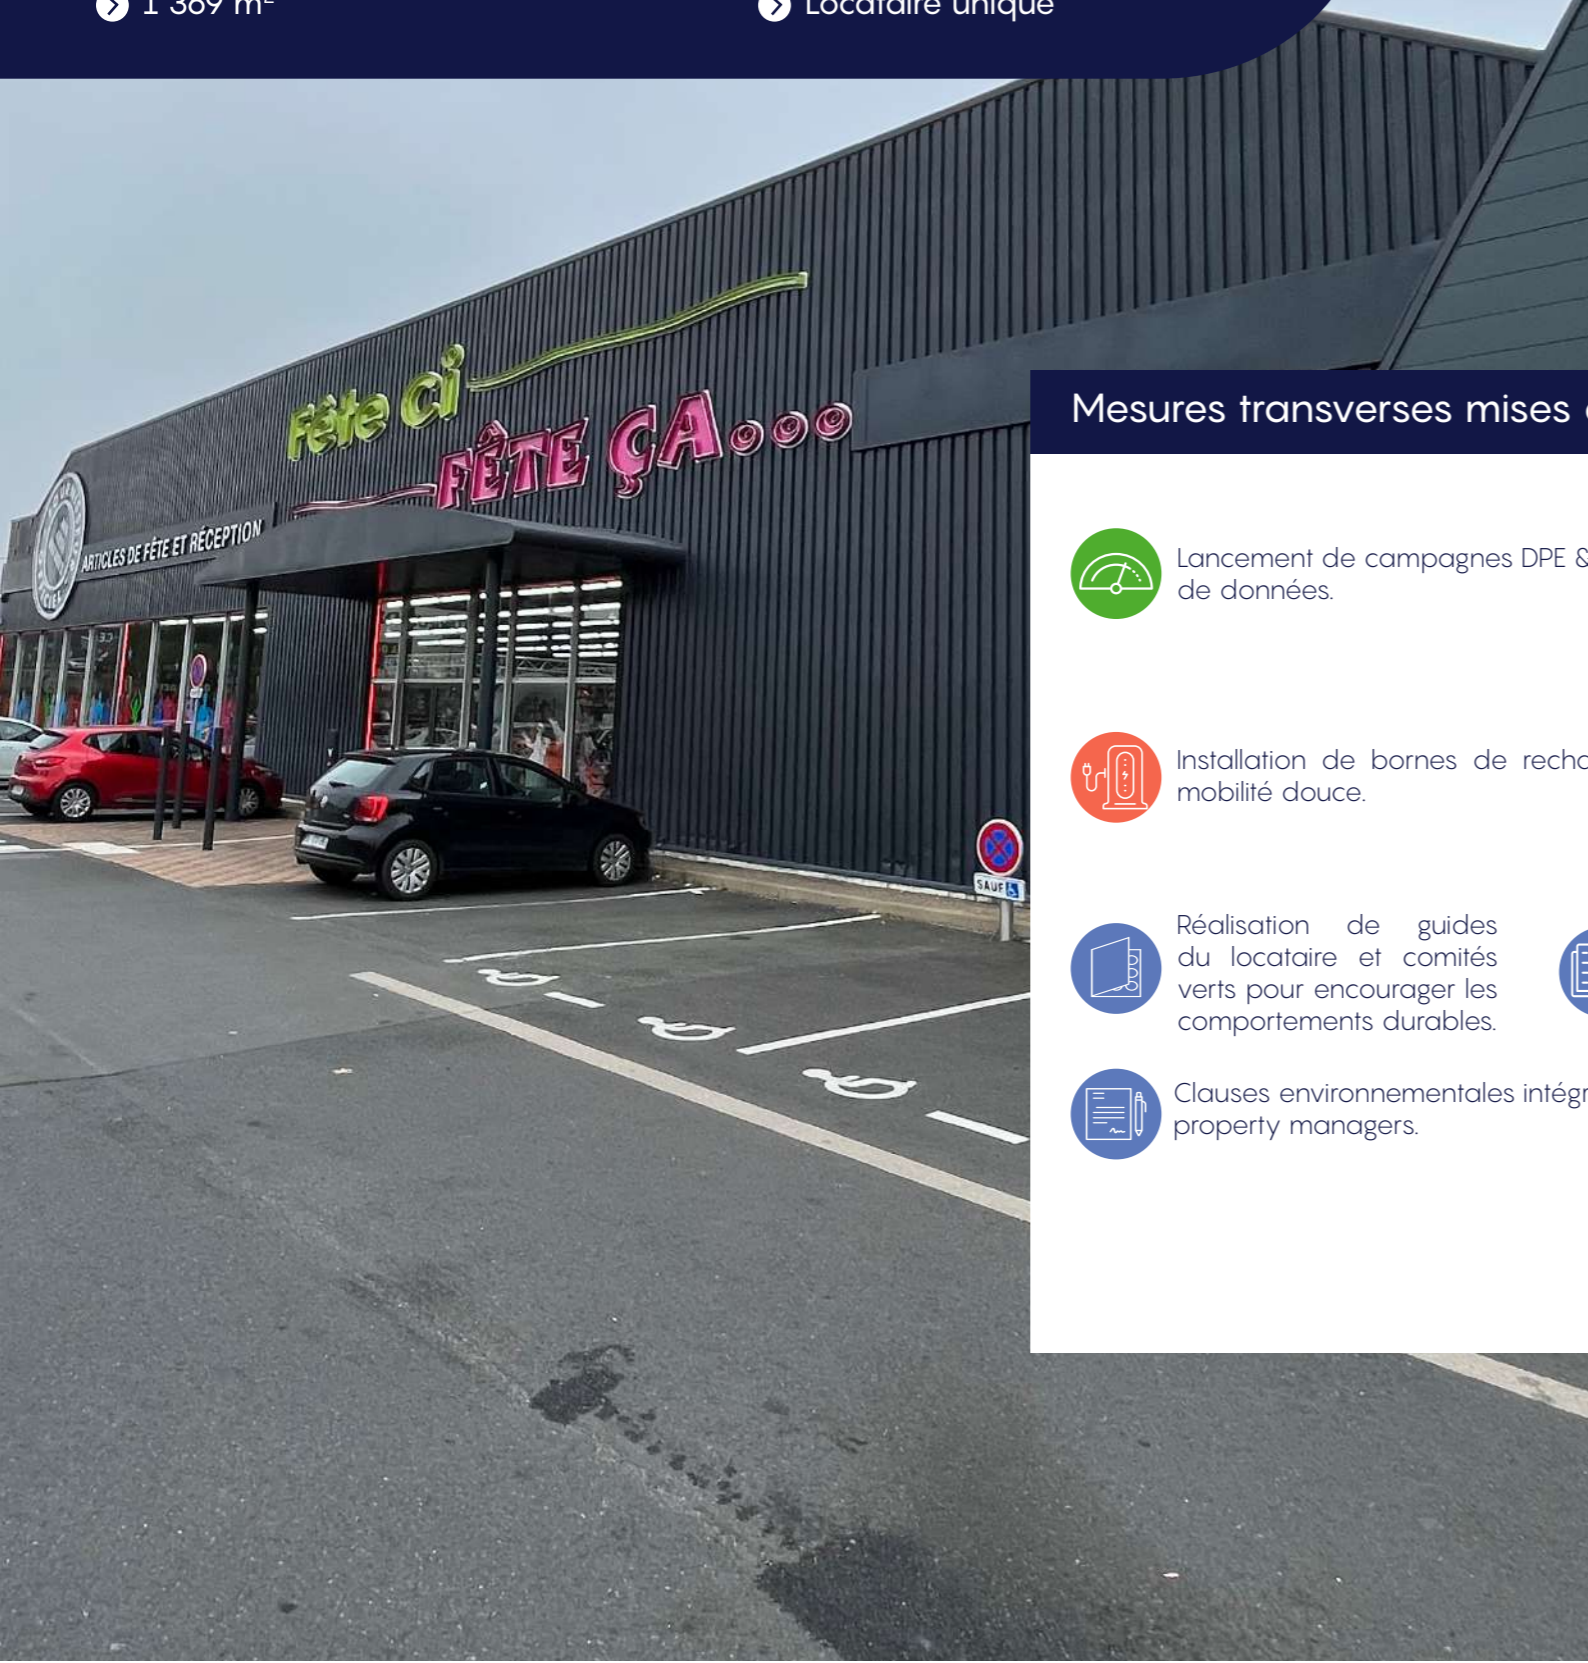 1 369 m²
Locataire unique
Fête ci
FÊTE ÇA...
ARTICLES DE FÊTE ET RÉCEPTION
SAUF
Mesures transverses mises
Lancement de campagnes DPE &
de données.
Installation de bornes de
mobilité douce.
Réalisation de guides
du locataire et comités
verts pour encourager les
comportements durables.
Clauses environnementales
property managers.